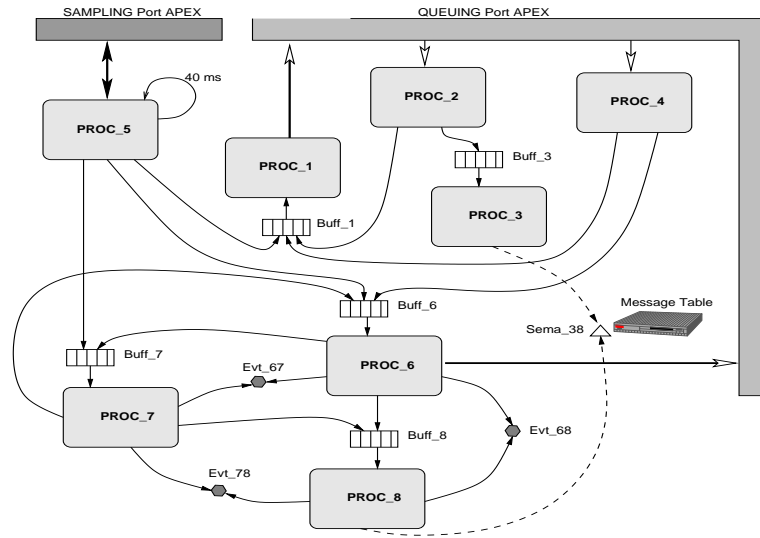 SAMPLING Port APEX
QUEUING Port APEX
40 ms
PROC_5
PROC_2
PROC_4
PROC_1
Buff_3
PROC_3
Buff_1
Message Table
Buff_6
Sema_38
Buff_7
PROC_6
Evt_67
PROC_7
Buff_8
Evt_68
Evt_78
PROC_8